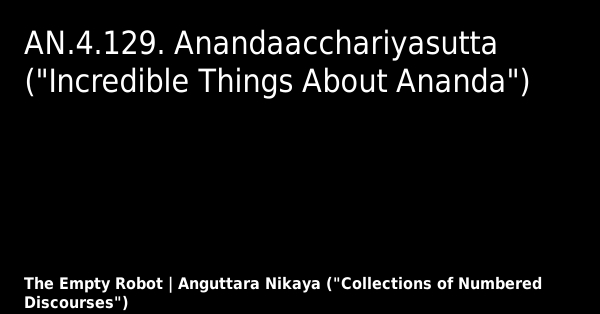 AN.4.129. Anandaacchariyasutta
("Incredible Things About Ananda")
The Empty Robot | Anguttara Nikaya ("Collections of Numbered
Discourses")